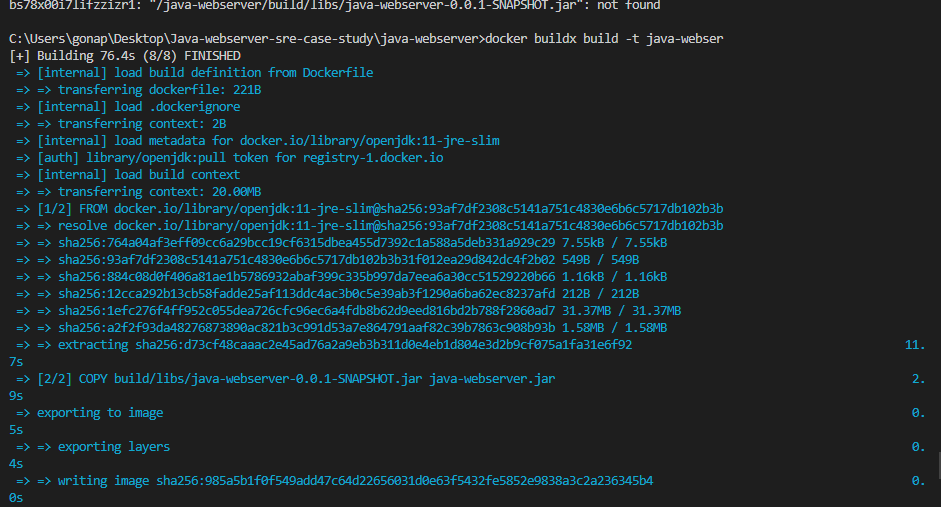 bs78x00i7lifzzizr1: "/java-webserver/build/libs/java-webserver-0.0.1-SNAPSHOT.jar": not found
C:\Users\gonap\Desktop\Java-webserver-sre-case-study\java-webserver>docker buildx build -t java-webser
[+] Building 76.4s (8/8) FINISHED
=> [internal] load build definition from Dockerfile
=> => transferring dockerfile: 221B
=> [internal] load .dockerignore
=> => transferring context: 2B
=> [internal] load metadata for docker.io/library/openjdk:11-jre-slim
=> [auth] library/openjdk:pull token for registry-1.docker.io
=> [internal] load build context
=> => transferring context: 20.00MB
=> [1/2] FROM docker.io/library/openjdk:11-jre-slim@sha256:93af7df2308c5141a751c4830e6b6c5717db102b3b
=> => resolve docker.io/library/openjdk:11-jre-slim@sha256:93af7df2308c5141a751c4830e6b6c5717db102b3b
=> => sha256:764a04af3eff09cc6a29bcc19cf6315dbea455d7392c1a588a5deb331a929c29 7.55kB / 7.55kB
=> => sha256:93af7df2308c5141a751c4830e6b6c5717db102b3b31f012ea29d842dc4f2b02 549B / 549B
=> => sha256:884c08d0f406a81ae1b5786932abaf399c335b997da7eea6a30cc51529220b66 1.16kB / 1.16kB
=> => sha256:12cca292b13cb58fadde25af113ddc4ac3b0c5e39ab3f1290a6ba62ec8237afd 212B / 212B
=> => sha256:1efc276f4ff952c055dea726cfc96ec6a4fdb8b62d9eed816bd2b788f2860ad7 31.37MB / 31.37MB
=> => sha256:a2f2f93da48276873890ac821b3c991d53a7e864791aaf82c39b7863c908b93b 1.58MB / 1.58MB
=> => extracting sha256:d73cf48caaac2e45ad76a2a9eb3b311d0e4eb1d804e3d2b9cf075a1fa31e6f92 11.
7s
=> [2/2] COPY build/libs/java-webserver-0.0.1-SNAPSHOT.jar java-webserver.jar 2.
9s
=> exporting to image 0.
5s
=> => exporting layers 0.
4s
=> => writing image sha256:985a5b1f0f549add47c64d22656031d0e63f5432fe5852e9838a3c2a236345b4 0.
0s